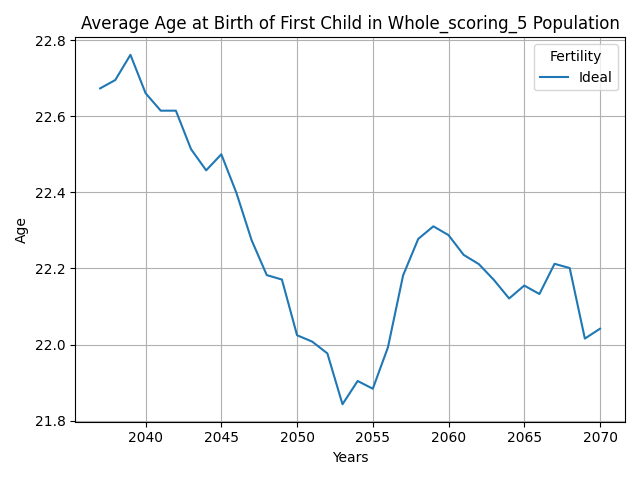 Average Age at Birth of First Child in Whole_scoring_5 Population
Fertility
Ideal
22.8
22.6
22.4
22.2
22.0
21.8
Age
2040 2045 2050 2055 2060 2065 2070
Years